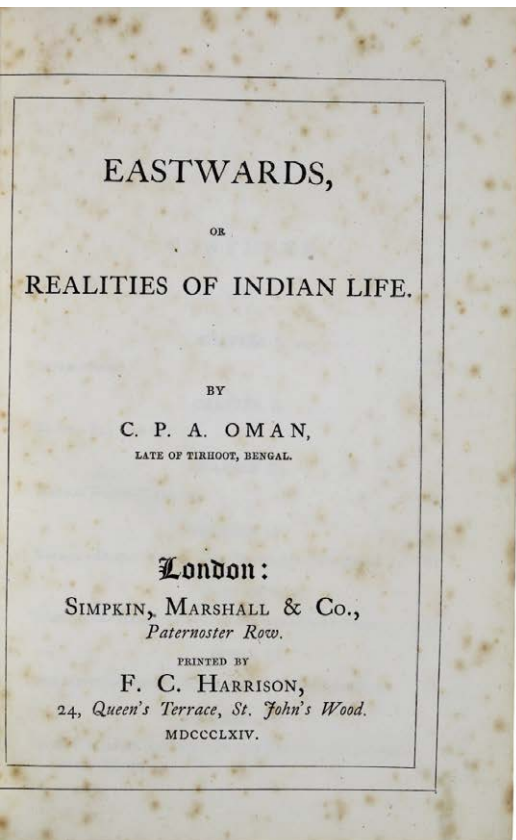 EASTWARDS,
OR
REALITIES OF INDIAN LIFE.
BY
C. P. A. OMAN,
LATE OF TIRHOOT, BENGAL.
London:
SIMPKIN, MARSHALL & Co.,
Paternoster Row.
PRINTED BY
F. C. HARRISON,
24, Queen's Terrace, St. John's Wood.
MDCCCLXIV.